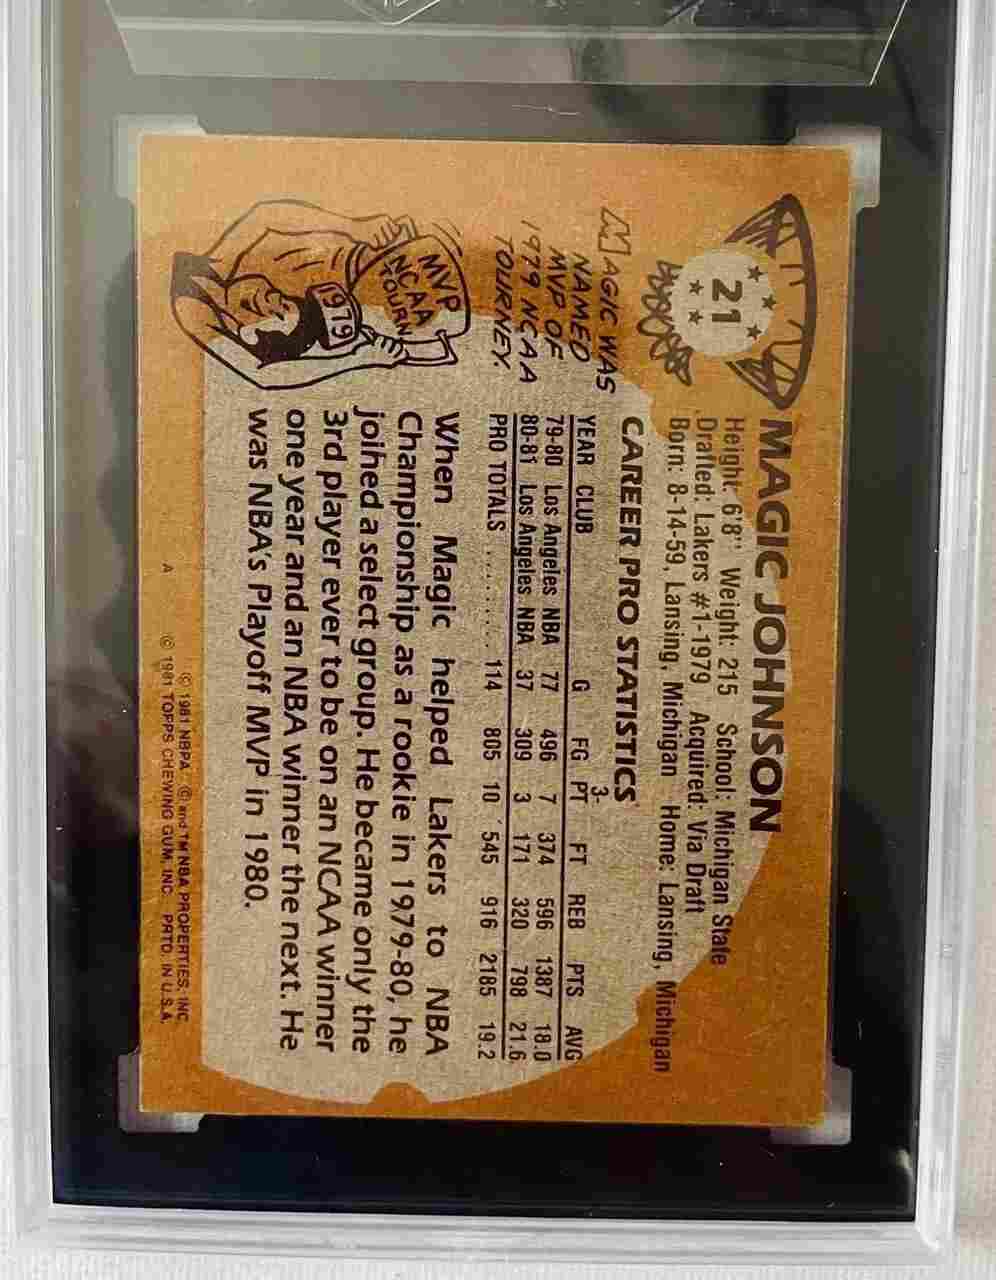 21
MAGIC JOHNSON
Height: 6'8" Weight: 215 School: Michigan State
Drafted: Lakers #1-1979 Acquired: Via Draft
Born: 8-14-59, Lansing, Michigan Home: Lansing, Michigan
CAREER PRO STATISTICS
YEAR CLUB G FG 3-PT FT REB PTS AVG
79-80 Los Angeles NBA 77 496 7 374 596 1387 18.0
80-81 Los Angeles NBA 37 309 3 171 320 798 21.6
PRO TOTALS ......... 114 805 10 545 916 2185 19.2
MAGIC WAS
NAMED
MVP OF
1979 NCAA
TOURNEY.
MVP
NCAA
TOURN
1979
When Magic helped Lakers to NBA
Championship as a rookie in 1979-80, he
joined a select group. He became only the
3rd player ever to be on an NCAA winner
one year and an NBA winner the next. He
was NBA's Playoff MVP in 1980.
© 1981 NBPA © and TM NBA PROPERTIES, INC.
A © 1981 TOPPS CHEWING GUM, INC. PRTD. IN U.S.A.